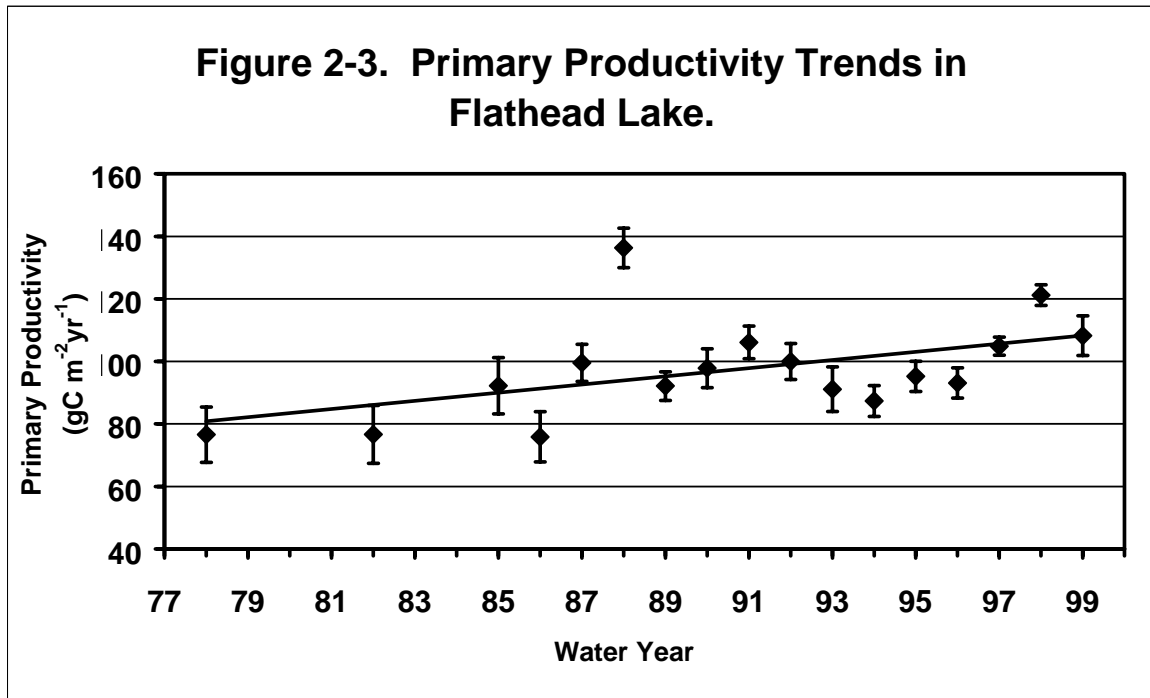 Figure 2-3. Primary Productivity Trends in
Flathead Lake.
Primary Productivity
(gC m⁻²yr⁻¹)
160
140
120
100
80
60
40
77 79 81 83 85 87 89 91 93 95 97 99
Water Year